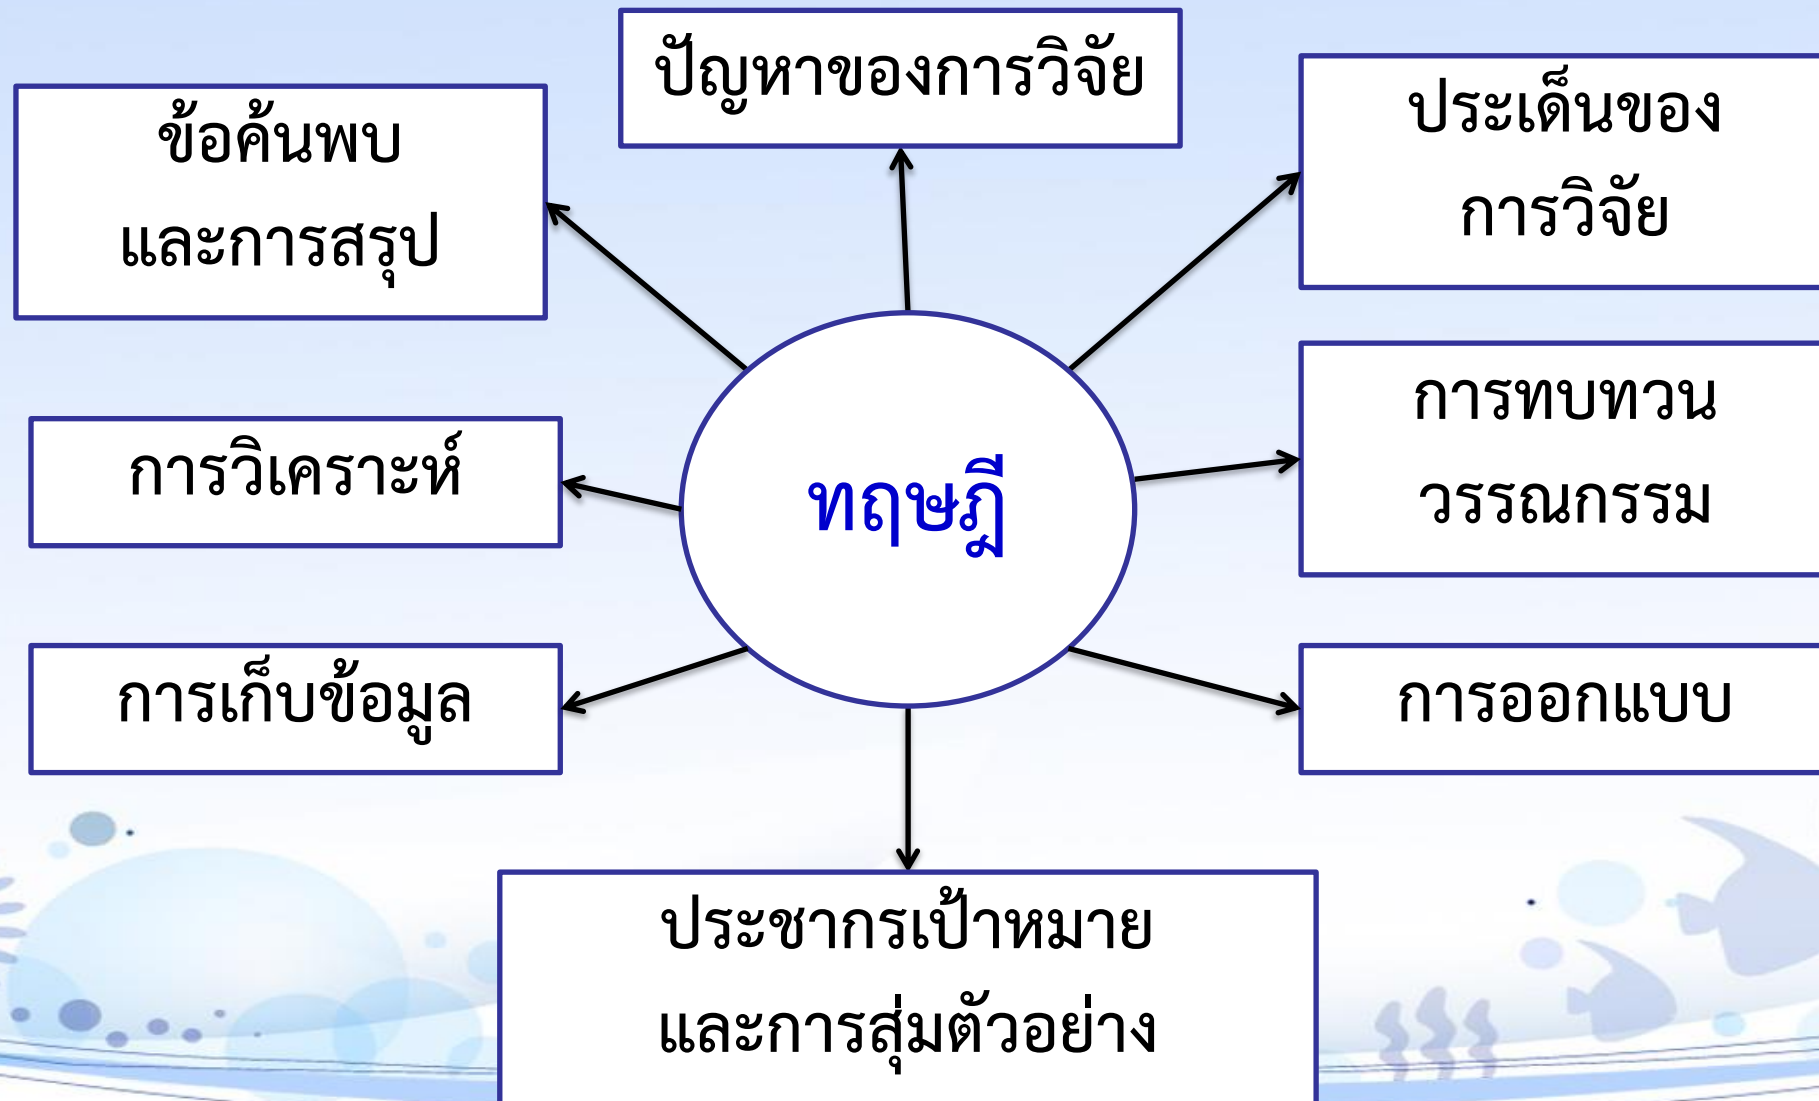 ปัญหาของการวิจัย
ข้อค้นพบ
และการสรุป
ประเด็นของ
การวิจัย
การวิเคราะห์
ทฤษฎี
การทบทวน
วรรณกรรม
การเก็บข้อมูล
การออกแบบ
ประชากรเป้าหมาย
และการสุ่มตัวอย่าง